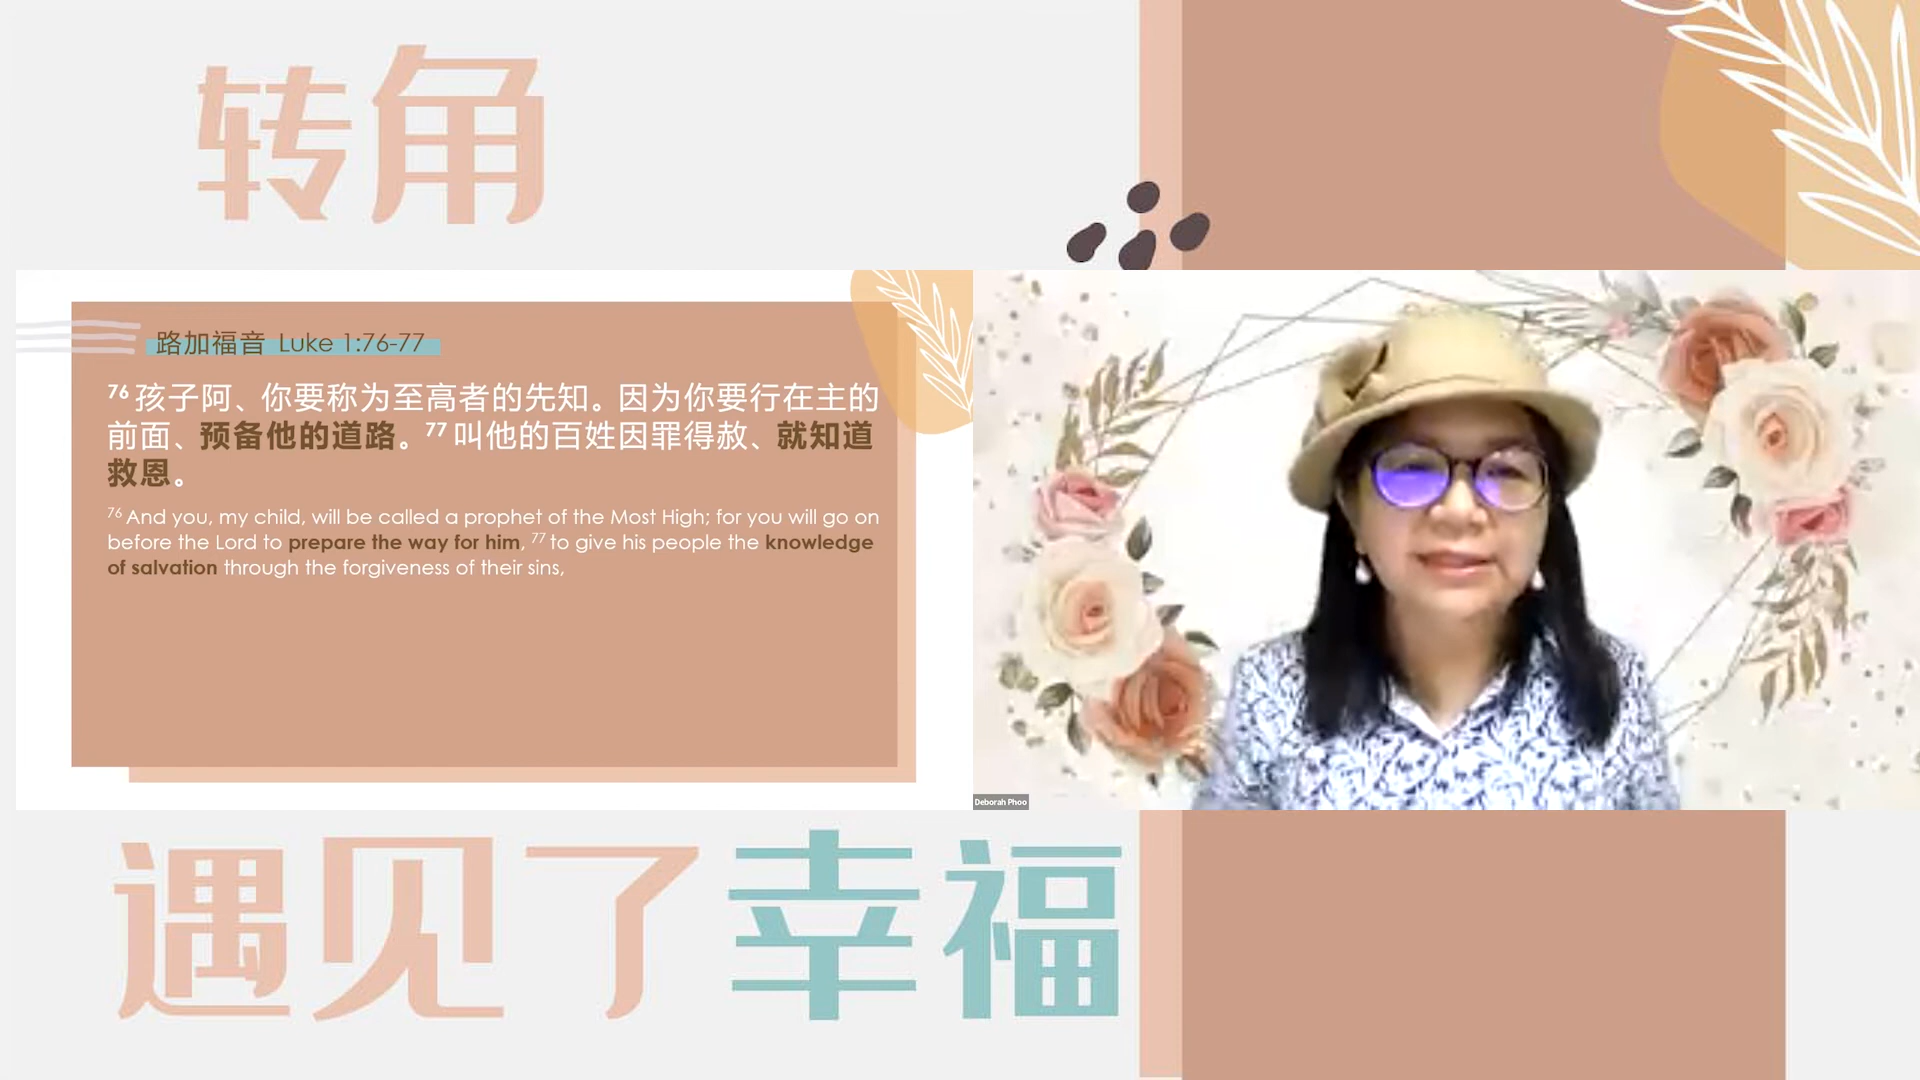 转角
路加福音 Luke 1:76-77
76 孩子阿、你要称为至高者的先知。因为你要行在主的
前面、预备他的道路。77 叫他的百姓因罪得赦、就知道
救恩。
76 And you, my child, will be called a prophet of the Most High; for you will go on
before the Lord to prepare the way for him, 77 to give his people the knowledge
of salvation through the forgiveness of their sins,
Deborah Phoo
遇见了幸福